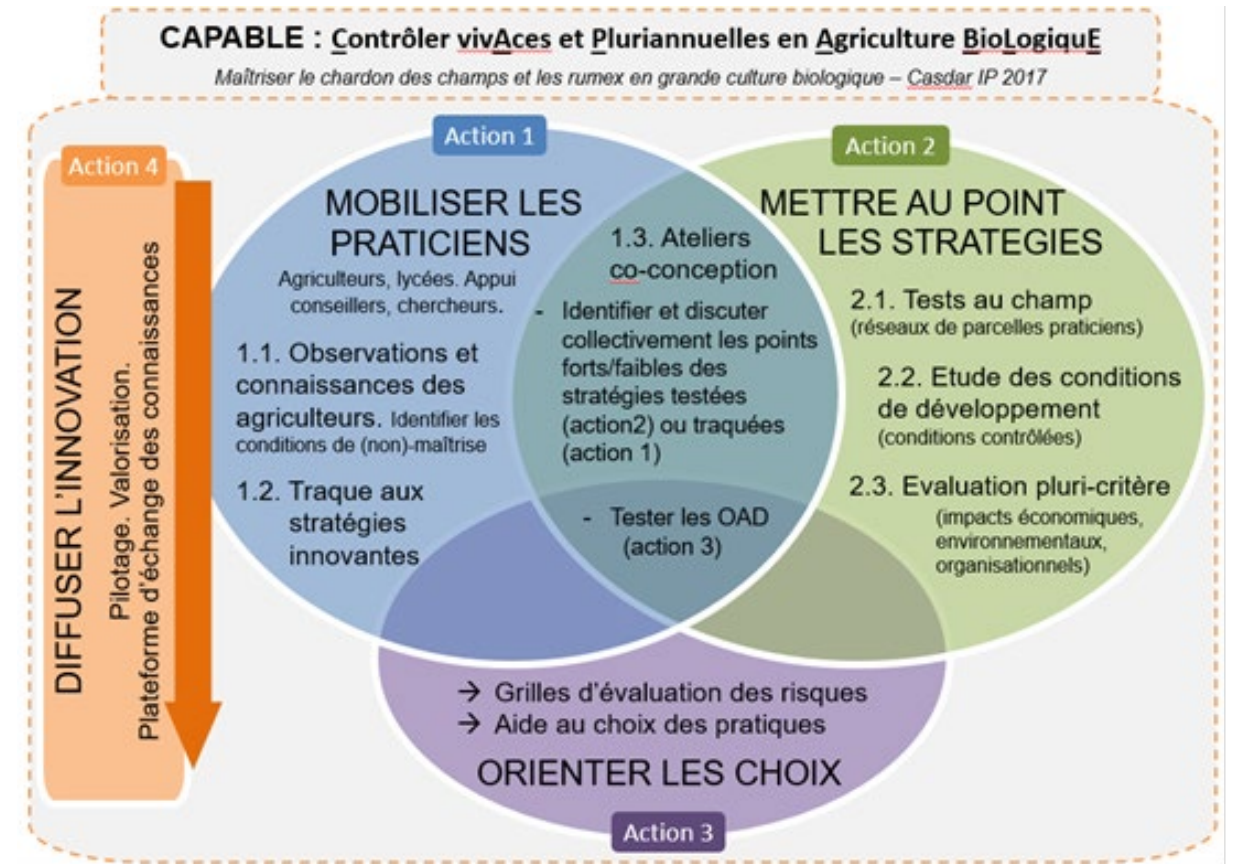 CAPABLE : Contrôler vivAces et Pluriannuelles en Agriculture BioLogiquE
Maîtriser le chardon des champs et les rumex en grande culture biologique – Casdar IP 2017
Action 4
DIFFUSER L'INNOVATION
Pilotage. Valorisation.
Plateforme d'échange des connaissances
Action 1
MOBILISER LES
PRATICIENS
Agriculteurs, lycées. Appui
conseillers, chercheurs.
1.1. Observations et
connaissances des
agriculteurs. Identifier les
conditions de (non)-maîtrise
1.2. Traque aux
stratégies
innovantes
1.3. Ateliers
co-conception
- Identifier et discuter
collectivement les points
forts/faibles des
stratégies testées
(action2) ou traquées
(action 1)
- Tester les OAD
(action 3)
Action 2
METTRE AU POINT
LES STRATEGIES
2.1. Tests au champ
(réseaux de parcelles praticiens)
2.2. Etude des conditions
de développement
(conditions contrôlées)
2.3. Evaluation pluri-critère
(impacts économiques,
environnementaux,
organisationnels)
→ Grilles d'évaluation des risques
→ Aide au choix des pratiques
ORIENTER LES CHOIX
Action 3